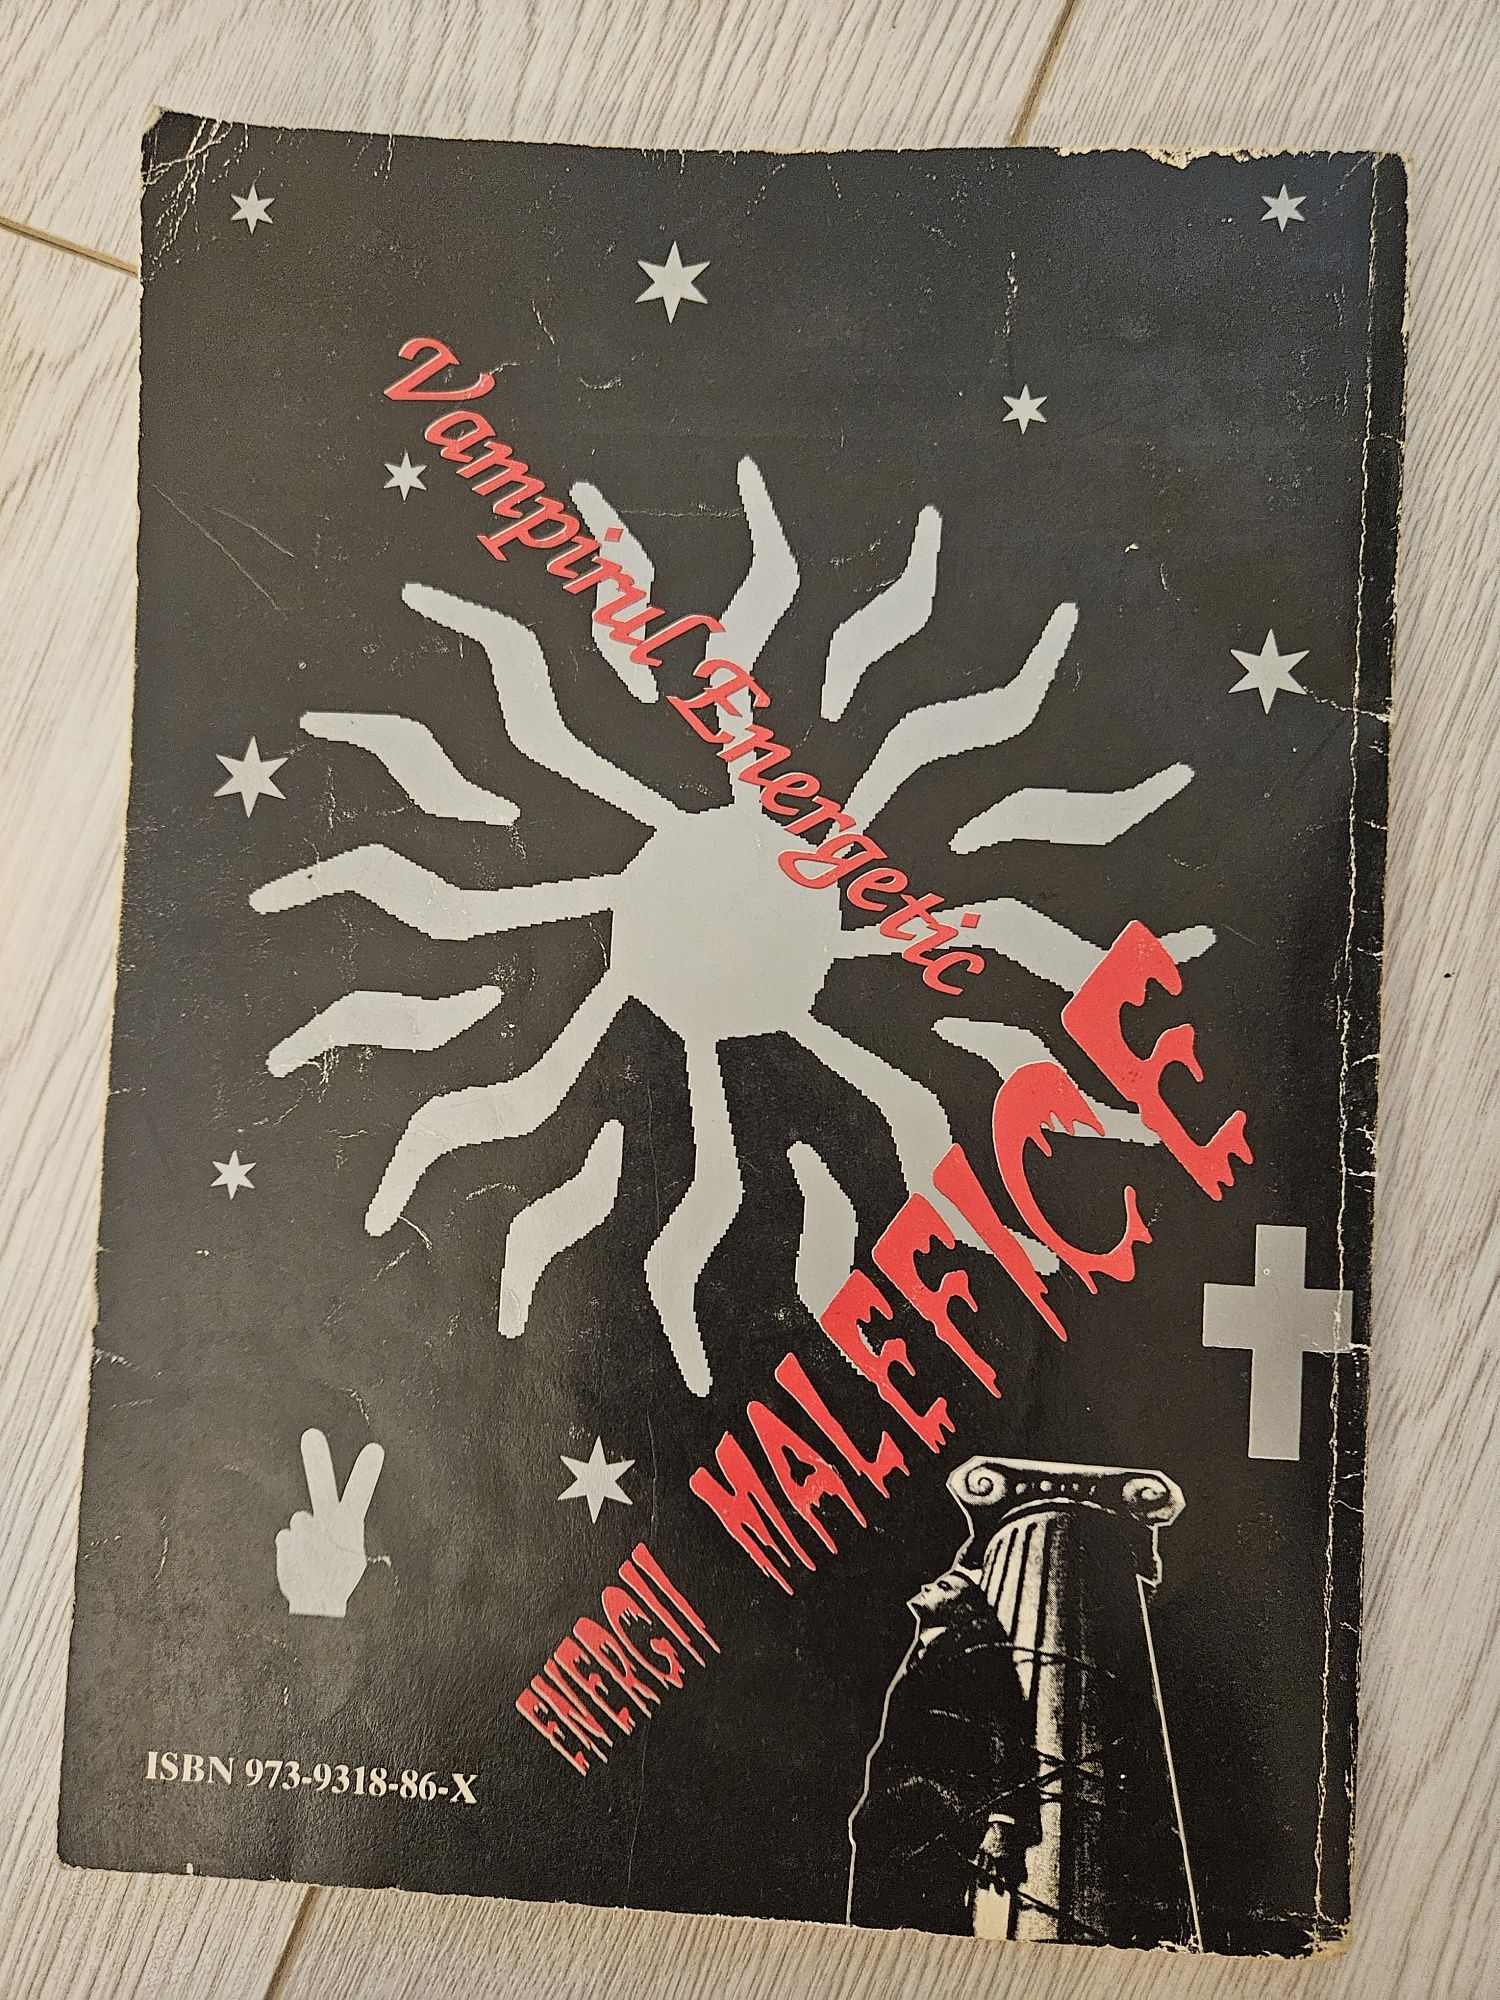 Vampirul Energetic
ENERGII MALEFICE
ISBN 973-9318-86-X